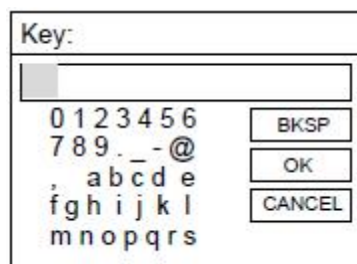 Key:
0 1 2 3 4 5 6
7 8 9 . _ - @
, a b c d e
f g h i j k l
m n o p q r s
BKSP
OK
CANCEL